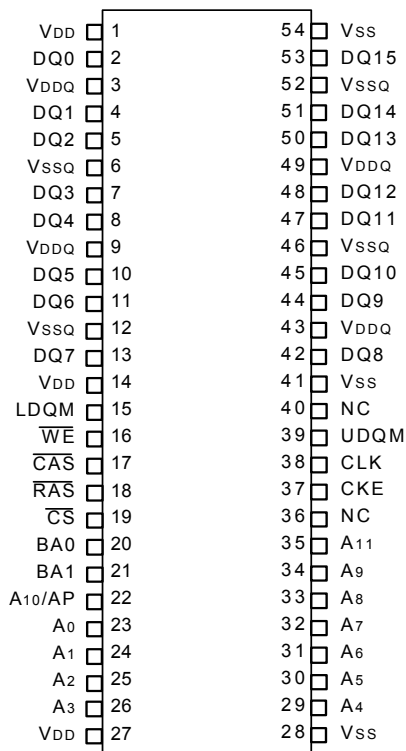 VDD 1 54 VSS
DQ0 2 53 DQ15
VDDQ 3 52 VSSQ
DQ1 4 51 DQ14
DQ2 5 50 DQ13
VSSQ 6 49 VDDQ
DQ3 7 48 DQ12
DQ4 8 47 DQ11
VDDQ 9 46 VSSQ
DQ5 10 45 DQ10
DQ6 11 44 DQ9
VSSQ 12 43 VDDQ
DQ7 13 42 DQ8
VDD 14 41 VSS
LDQM 15 40 NC
W̅E̅ 16 39 UDQM
C̅A̅S̅ 17 38 CLK
R̅A̅S̅ 18 37 CKE
C̅S̅ 19 36 NC
BA0 20 35 A11
BA1 21 34 A9
A10/AP 22 33 A8
A0 23 32 A7
A1 24 31 A6
A2 25 30 A5
A3 26 29 A4
VDD 27 28 VSS